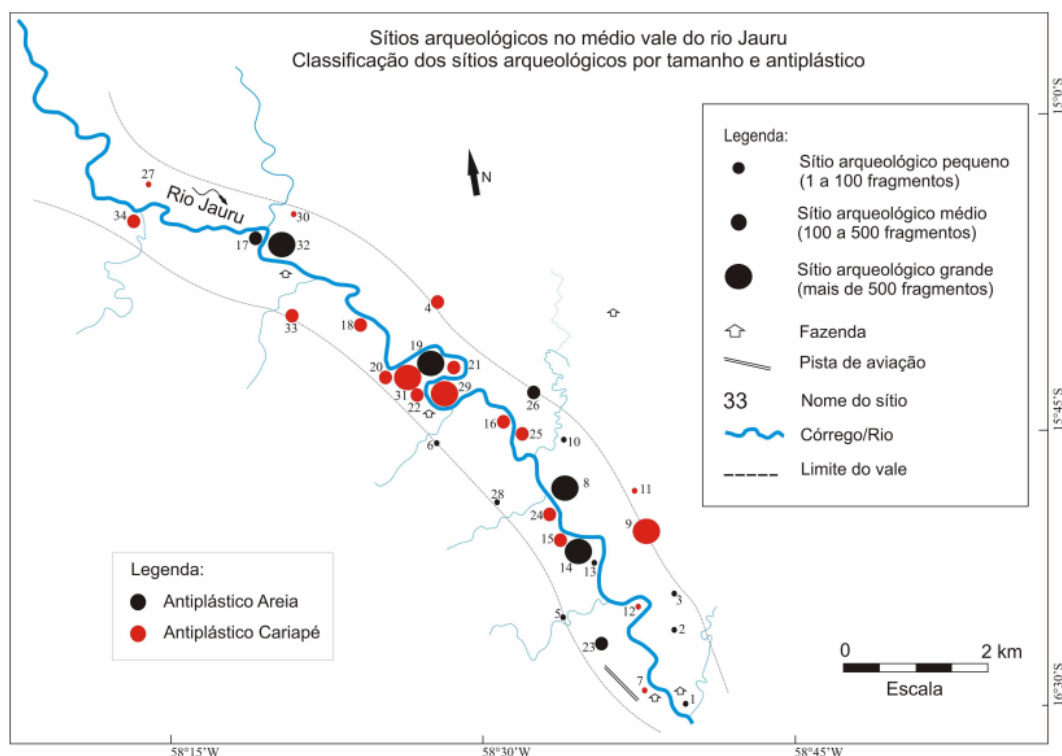 Sítios arqueológicos no médio vale do rio Jauru
Classificação dos sítios arqueológicos por tamanho e antiplástico
15°0'S
Legenda:
Sítio arqueológico pequeno
(1 a 100 fragmentos)
Sítio arqueológico médio
(100 a 500 fragmentos)
Sítio arqueológico grande
(mais de 500 fragmentos)
Fazenda
Pista de aviação
33 Nome do sítio
Córrego/Rio
Limite do vale
N
27
Rio Jauru
34
30
17
32
4
33
18
19
20
21
31
29
22
26
16
25
15°45'S
6
10
28
8
11
24
9
15
14
13
3
12
5
2
23
7
1
Legenda:
Antiplástico Areia
Antiplástico Cariapé
0 2 km
Escala
16°30'S
58°15'W
58°30'W
58°45'W